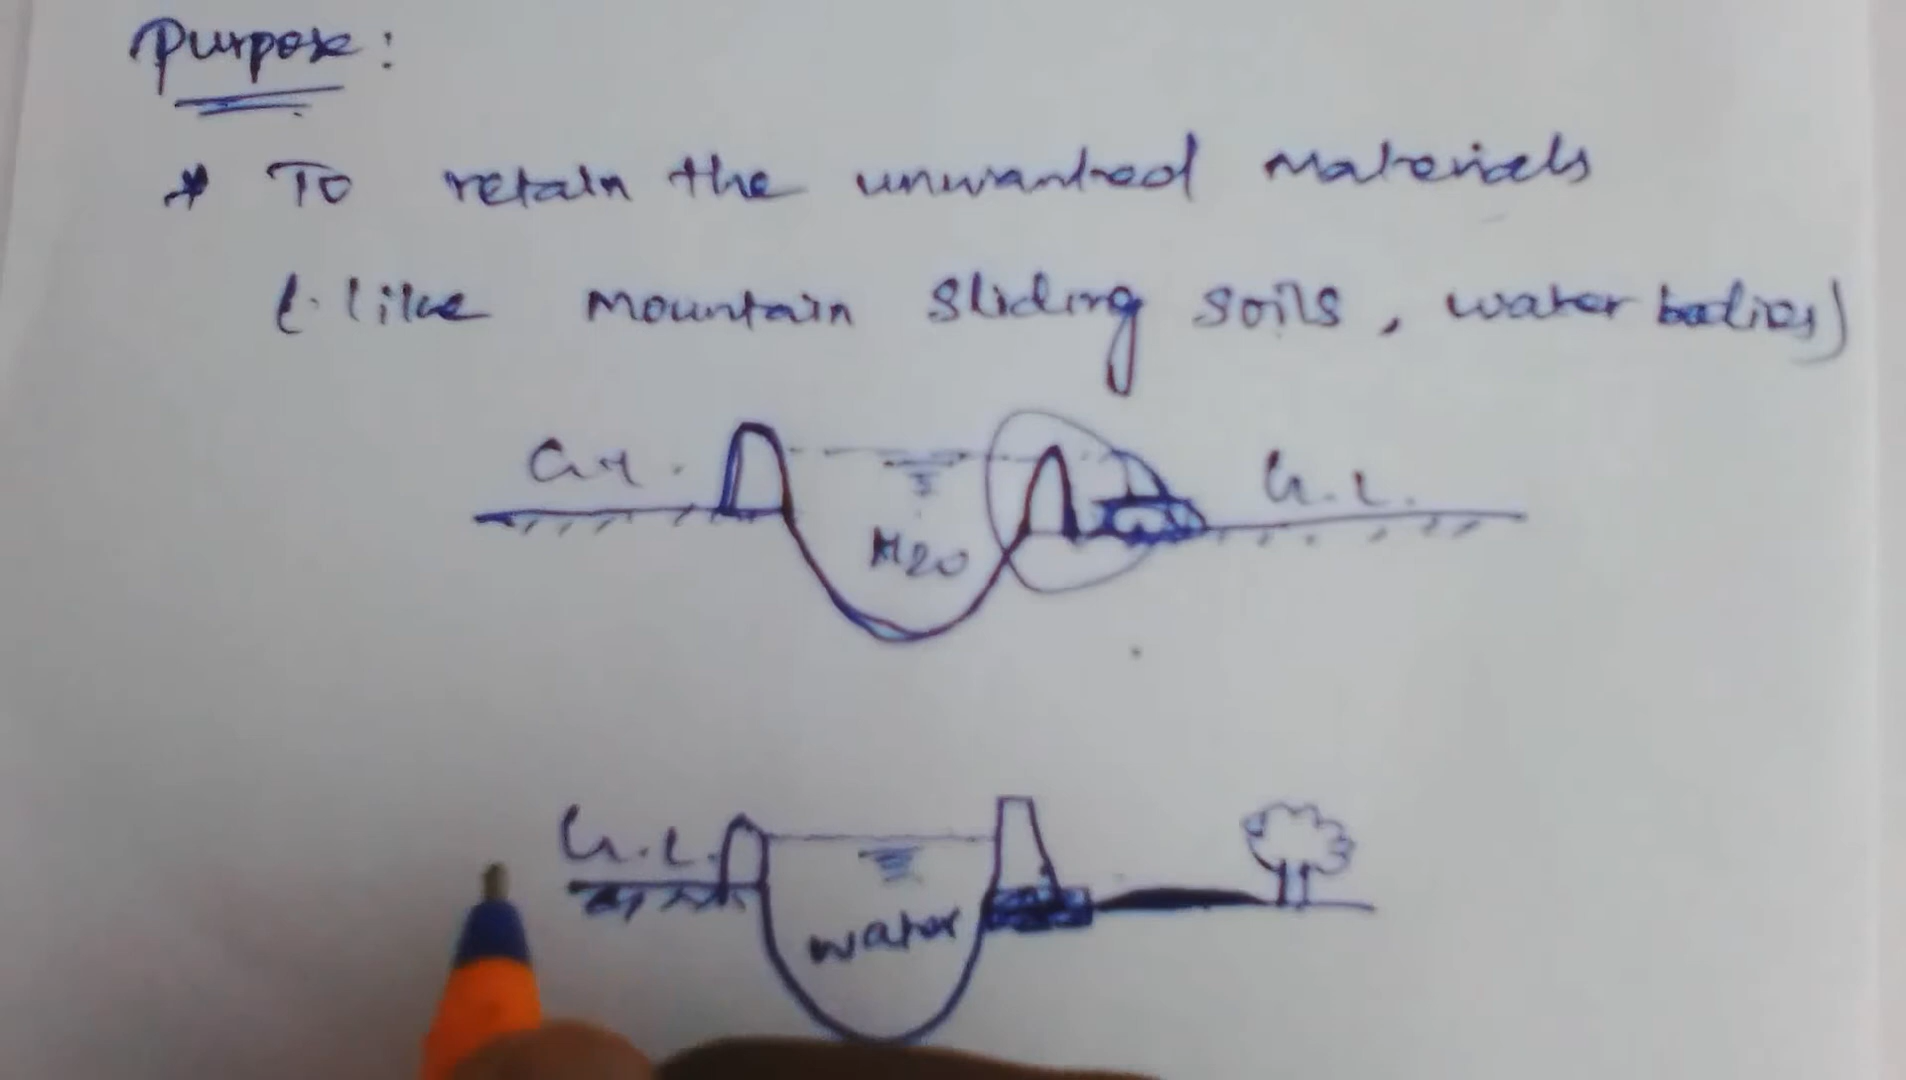 Purpose:
* To retain the unwanted materials
(. like mountain sliding soils, water bodies)
G.L.
H2O
G.L.
G.L.
water